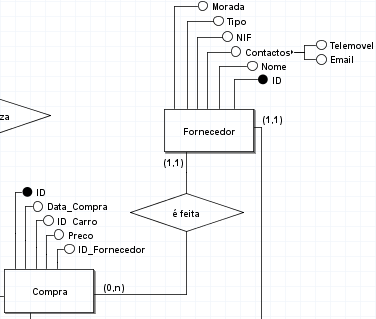 Morada
Tipo
NIF
Contactos
Telemovel
Email
Nome
ID
Fornecedor
(1,1)
za
(1,1)
é feita
ID
Data_Compra
ID_Carro
Preco
ID_Fornecedor
Compra
(0,n)